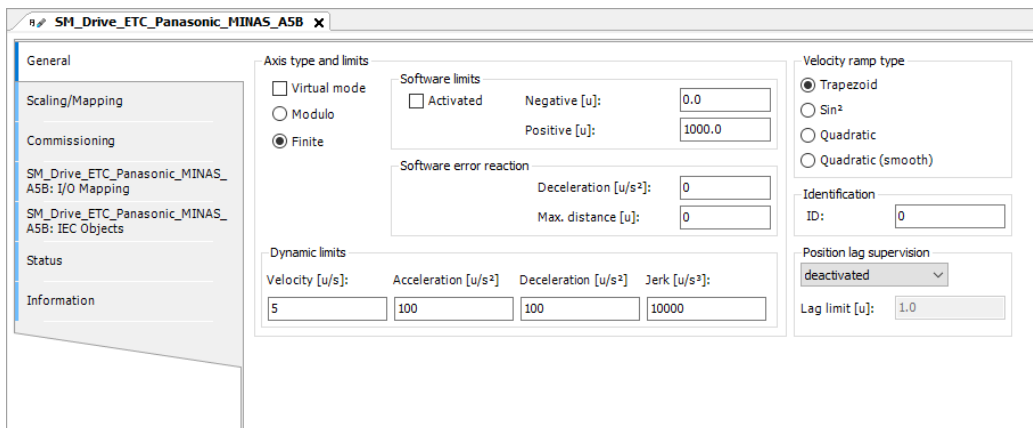 SM_Drive_ETC_Panasonic_MINAS_A5B X
General
Scaling/Mapping
Commissioning
SM_Drive_ETC_Panasonic_MINAS_
A5B: I/O Mapping
SM_Drive_ETC_Panasonic_MINAS_
A5B: IEC Objects
Status
Information
Axis type and limits
Virtual mode
Modulo
Finite
Software limits
Activated
Negative [u]: 0.0
Positive [u]: 1000.0
Software error reaction
Deceleration [u/s²]: 0
Max. distance [u]: 0
Dynamic limits
Velocity [u/s]: Acceleration [u/s²] Deceleration [u/s²] Jerk [u/s³]:
5 100 100 10000
Velocity ramp type
Trapezoid
Sin²
Quadratic
Quadratic (smooth)
Identification
ID: 0
Position lag supervision
deactivated
Lag limit [u]: 1.0